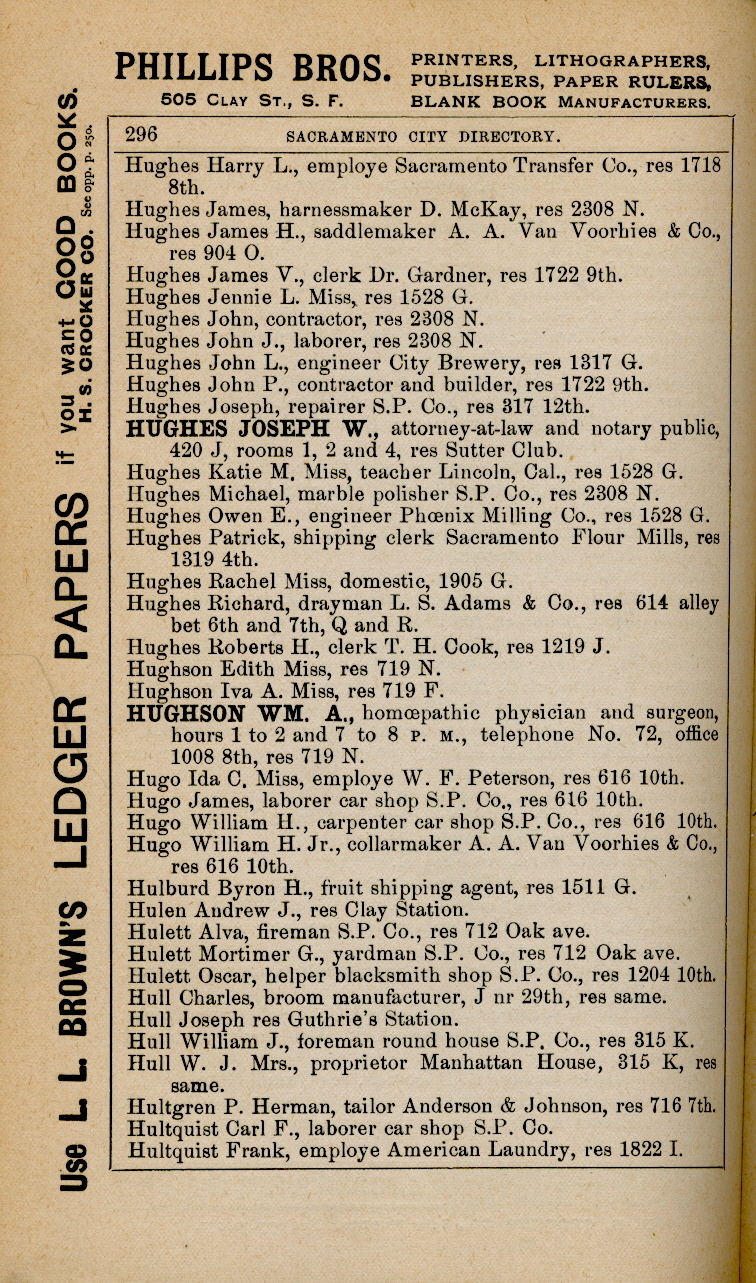 PHILLIPS BROS.
505 CLAY ST., S. F.
PRINTERS, LITHOGRAPHERS,
PUBLISHERS, PAPER RULERS,
BLANK BOOK MANUFACTURERS.
Use L. L. BROWN'S LEDGER PAPERS if you want GOOD BOOKS.
H. S. CROCKER CO. See opp. p. 250.
296 SACRAMENTO CITY DIRECTORY.
Hughes Harry L., employe Sacramento Transfer Co., res 1718
8th.
Hughes James, harnessmaker D. McKay, res 2308 N.
Hughes James H., saddlemaker A. A. Van Voorhies & Co.,
res 904 O.
Hughes James V., clerk Dr. Gardner, res 1722 9th.
Hughes Jennie L. Miss, res 1528 G.
Hughes John, contractor, res 2308 N.
Hughes John J., laborer, res 2308 N.
Hughes John L., engineer City Brewery, res 1317 G.
Hughes John P., contractor and builder, res 1722 9th.
Hughes Joseph, repairer S.P. Co., res 317 12th.
HUGHES JOSEPH W., attorney-at-law and notary public,
420 J, rooms 1, 2 and 4, res Sutter Club.
Hughes Katie M. Miss, teacher Lincoln, Cal., res 1528 G.
Hughes Michael, marble polisher S.P. Co., res 2308 N.
Hughes Owen E., engineer Phœnix Milling Co., res 1528 G.
Hughes Patrick, shipping clerk Sacramento Flour Mills, res
1319 4th.
Hughes Rachel Miss, domestic, 1905 G.
Hughes Richard, drayman L. S. Adams & Co., res 614 alley
bet 6th and 7th, Q and R.
Hughes Roberts H., clerk T. H. Cook, res 1219 J.
Hughson Edith Miss, res 719 N.
Hughson Iva A. Miss, res 719 F.
HUGHSON WM. A., homœpathic physician and surgeon,
hours 1 to 2 and 7 to 8 P. M., telephone No. 72, office
1008 8th, res 719 N.
Hugo Ida C. Miss, employe W. F. Peterson, res 616 10th.
Hugo James, laborer car shop S.P. Co., res 616 10th.
Hugo William H., carpenter car shop S.P. Co., res 616 10th.
Hugo William H. Jr., collarmaker A. A. Van Voorhies & Co.,
res 616 10th.
Hulburd Byron H., fruit shipping agent, res 1511 G.
Hulen Andrew J., res Clay Station.
Hulett Alva, fireman S.P. Co., res 712 Oak ave.
Hulett Mortimer G., yardman S.P. Co., res 712 Oak ave.
Hulett Oscar, helper blacksmith shop S.P. Co., res 1204 10th.
Hull Charles, broom manufacturer, J nr 29th, res same.
Hull Joseph res Guthrie's Station.
Hull William J., foreman round house S.P. Co., res 315 K.
Hull W. J. Mrs., proprietor Manhattan House, 315 K, res
same.
Hultgren P. Herman, tailor Anderson & Johnson, res 716 7th.
Hultquist Carl F., laborer car shop S.P. Co.
Hultquist Frank, employe American Laundry, res 1822 I.